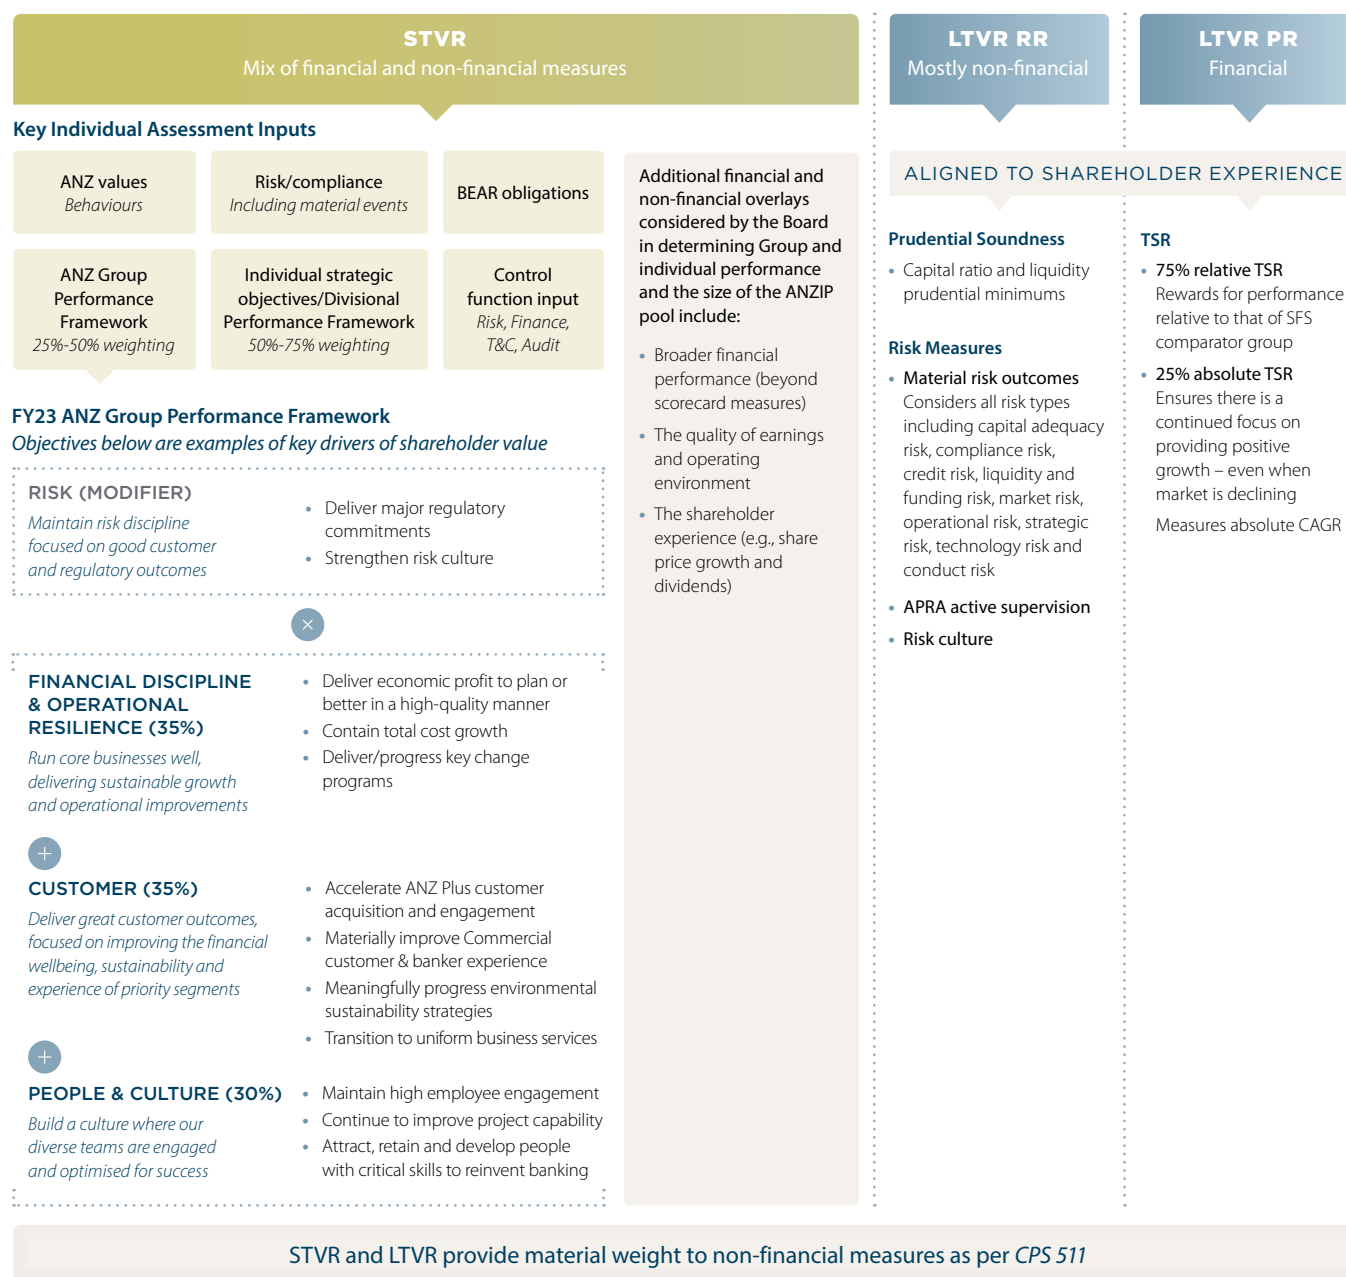 STVR
Mix of financial and non-financial measures
LTVR RR
Mostly non-financial
LTVR PR
Financial
Key Individual Assessment Inputs
ANZ values
Behaviours
Risk/compliance
Including material events
BEAR obligations
ANZ Group
Performance
Framework
25%-50% weighting
Individual strategic
objectives/Divisional
Performance Framework
50%-75% weighting
Control
function input
Risk, Finance,
T&C, Audit
FY23 ANZ Group Performance Framework
Objectives below are examples of key drivers of shareholder value
RISK (MODIFIER)
Maintain risk discipline
focused on good customer
and regulatory outcomes
• Deliver major regulatory
commitments
• Strengthen risk culture
×
FINANCIAL DISCIPLINE
& OPERATIONAL
RESILIENCE (35%)
Run core businesses well,
delivering sustainable growth
and operational improvements
• Deliver economic profit to plan or
better in a high-quality manner
• Contain total cost growth
• Deliver/progress key change
programs
+
CUSTOMER (35%)
Deliver great customer outcomes,
focused on improving the financial
wellbeing, sustainability and
experience of priority segments
• Accelerate ANZ Plus customer
acquisition and engagement
• Materially improve Commercial
customer & banker experience
• Meaningfully progress environmental
sustainability strategies
• Transition to uniform business services
+
PEOPLE & CULTURE (30%)
Build a culture where our
diverse teams are engaged
and optimised for success
• Maintain high employee engagement
• Continue to improve project capability
• Attract, retain and develop people
with critical skills to reinvent banking
Additional financial and
non-financial overlays
considered by the Board
in determining Group and
individual performance
and the size of the ANZIP
pool include:
• Broader financial
performance (beyond
scorecard measures)
• The quality of earnings
and operating
environment
• The shareholder
experience (e.g., share
price growth and
dividends)
ALIGNED TO SHAREHOLDER EXPERIENCE
Prudential Soundness
• Capital ratio and liquidity
prudential minimums
Risk Measures
• Material risk outcomes
Considers all risk types
including capital adequacy
risk, compliance risk,
credit risk, liquidity and
funding risk, market risk,
operational risk, strategic
risk, technology risk and
conduct risk
• APRA active supervision
• Risk culture
TSR
• 75% relative TSR
Rewards for performance
relative to that of SFS
comparator group
• 25% absolute TSR
Ensures there is a
continued focus on
providing positive
growth – even when
market is declining
Measures absolute CAGR
STVR and LTVR provide material weight to non-financial measures as per CPS 511